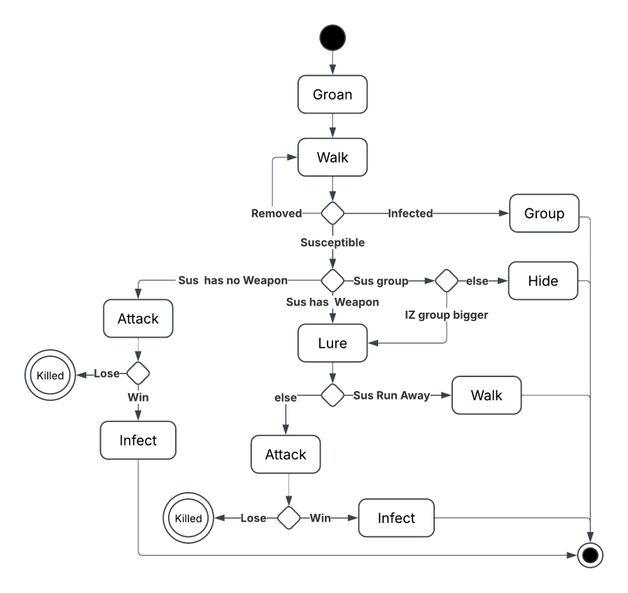 Groan
Walk
Removed
Infected
Group
Susceptible
Sus has no Weapon
Sus group
else
Hide
Sus has Weapon
IZ group bigger
Attack
Lure
Killed
Lose
Win
else
Sus Run Away
Walk
Infect
Attack
Killed
Lose
Win
Infect